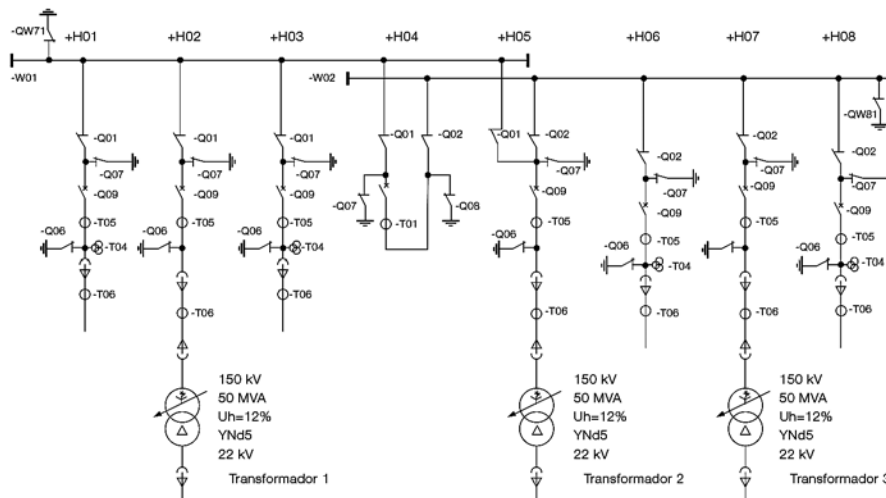 -QW71
+H01 +H02 +H03 +H04 +H05 +H06 +H07 +H08
-W01 -W02
-QW81
-Q01 -Q01 -Q01 -Q01 -Q02 -Q01 -Q02 -Q02 -Q02 -Q02
-Q07 -Q07 -Q07 -Q07 -Q07 -Q07 -Q07
-Q09 -Q09 -Q09 -Q07 -Q08 -Q09 -Q09 -Q09 -Q09
-T05 -T05 -T05 -T01 -T05 -T05 -T05 -T05
-Q06 -Q06 -Q06 -Q06 -Q06 -Q06 -Q06
-T04 -T04 -T04 -T04
-T06 -T06 -T06 -T06 -T06 -T06 -T06
150 kV 150 kV 150 kV
50 MVA 50 MVA 50 MVA
Uh=12% Uh=12% Uh=12%
YNd5 YNd5 YNd5
22 kV 22 kV 22 kV
Transformador 1 Transformador 2 Transformador 3